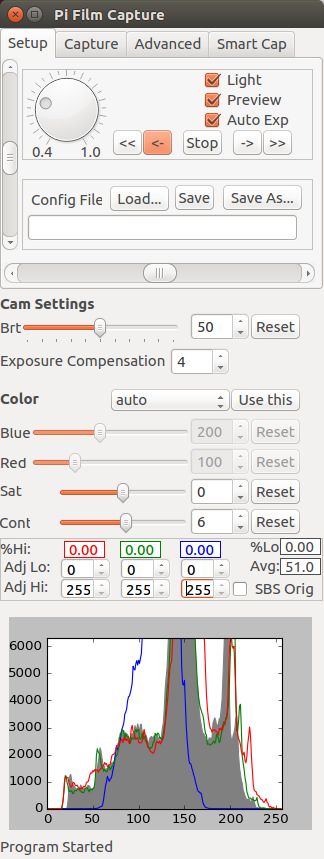 Pi Film Capture
Setup Capture Advanced Smart Cap
Light
Preview
Auto Exp
0.4 1.0
<< <- Stop -> >>
Config File Load... Save Save As...
Cam Settings
Brt 50 Reset
Exposure Compensation 4
Color auto Use this
Blue 200 Reset
Red 100 Reset
Sat 0 Reset
Cont 6 Reset
%Hi: 0.00 0.00 0.00 %Lo 0.00
Adj Lo: 0 0 0 Avg: 51.0
Adj Hi: 255 255 255 SBS Orig
6000
5000
4000
3000
2000
1000
0
0 50 100 150 200 250
Program Started